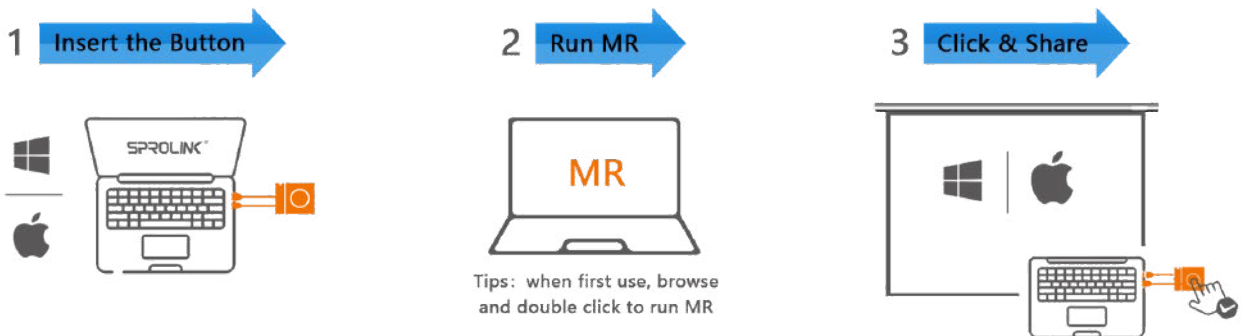 1 Insert the Button
2 Run MR
3 Click & Share
SPROLINK®
MR
Tips: when first use, browse
and double click to run MR